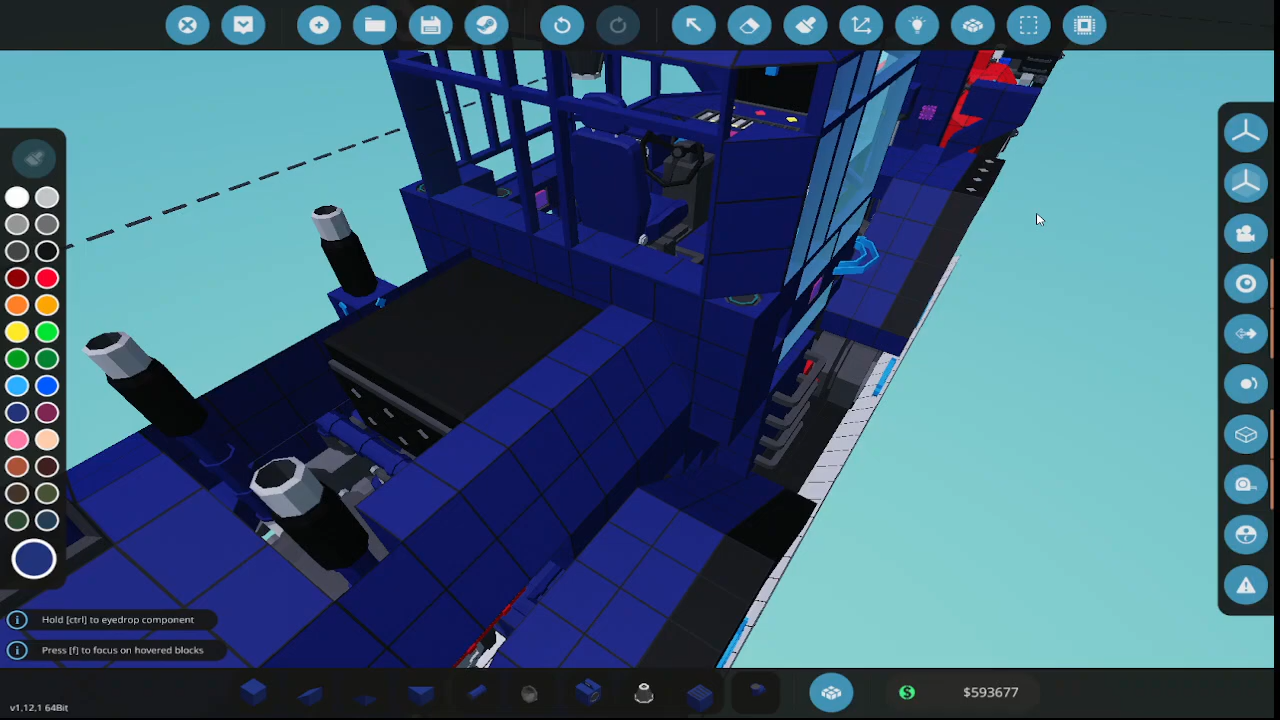 Hold [ctrl] to eyedrop component
Press [f] to focus on hovered blocks
$ $593677
v1.12.1 64Bit